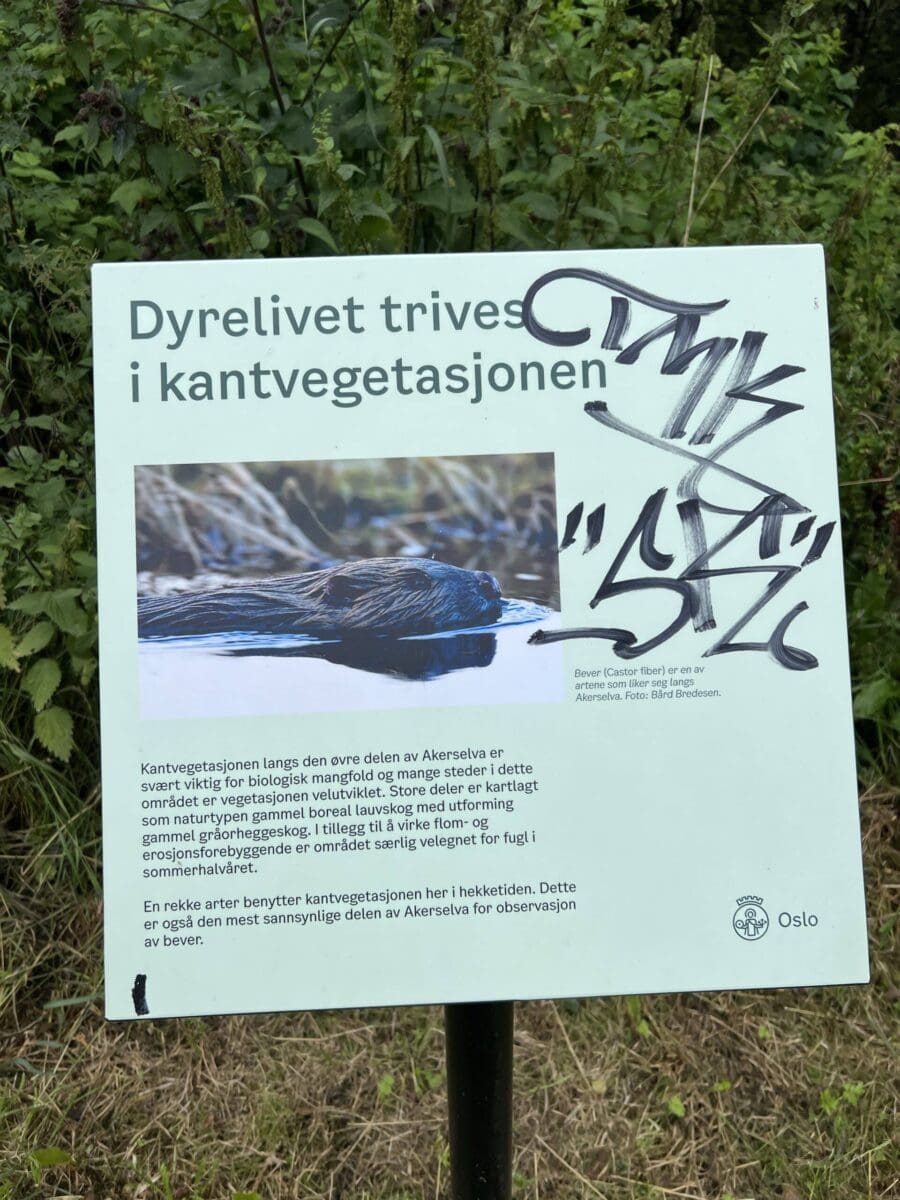 Dyrelivet trives
i kantvegetasjonen
Bever (Castor fiber) er en av
artene som liker seg langs
Akerselva. Foto: Bård Bredesen.
Kantvegetasjonen langs den øvre delen av Akerselva er
svært viktig for biologisk mangfold og mange steder i dette
området er vegetasjonen velutviklet. Store deler er kartlagt
som naturtypen gammel boreal lauvskog med utforming
gammel gråorheggeskog. I tillegg til å virke flom- og
erosjonsforebyggende er området særlig velegnet for fugl i
sommerhalvåret.
En rekke arter benytter kantvegetasjonen her i hekketiden. Dette
er også den mest sannsynlige delen av Akerselva for observasjon
av bever.
Oslo